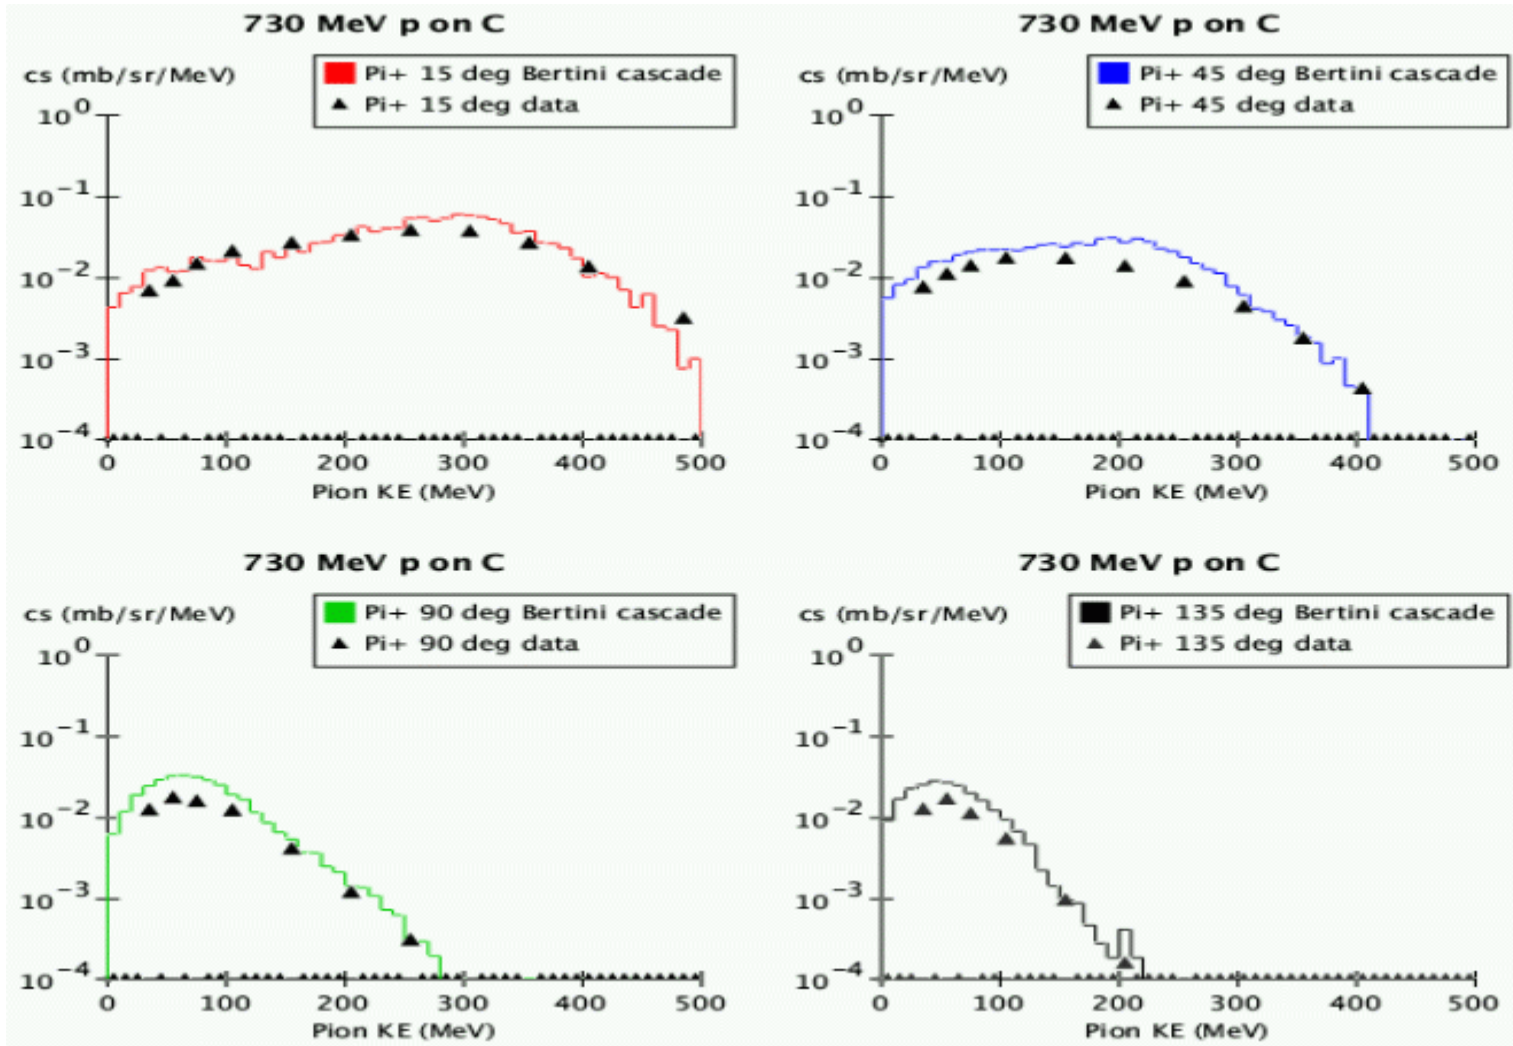 730 MeV p on C
cs (mb/sr/MeV)
Pi+ 15 deg Bertini cascade
Pi+ 15 deg data
10^0
10^-1
10^-2
10^-3
10^-4
0 100 200 300 400 500
Pion KE (MeV)
730 MeV p on C
cs (mb/sr/MeV)
Pi+ 45 deg Bertini cascade
Pi+ 45 deg data
10^0
10^-1
10^-2
10^-3
10^-4
0 100 200 300 400 500
Pion KE (MeV)
730 MeV p on C
cs (mb/sr/MeV)
Pi+ 90 deg Bertini cascade
Pi+ 90 deg data
10^0
10^-1
10^-2
10^-3
10^-4
0 100 200 300 400 500
Pion KE (MeV)
730 MeV p on C
cs (mb/sr/MeV)
Pi+ 135 deg Bertini cascade
Pi+ 135 deg data
10^0
10^-1
10^-2
10^-3
10^-4
0 100 200 300 400 500
Pion KE (MeV)